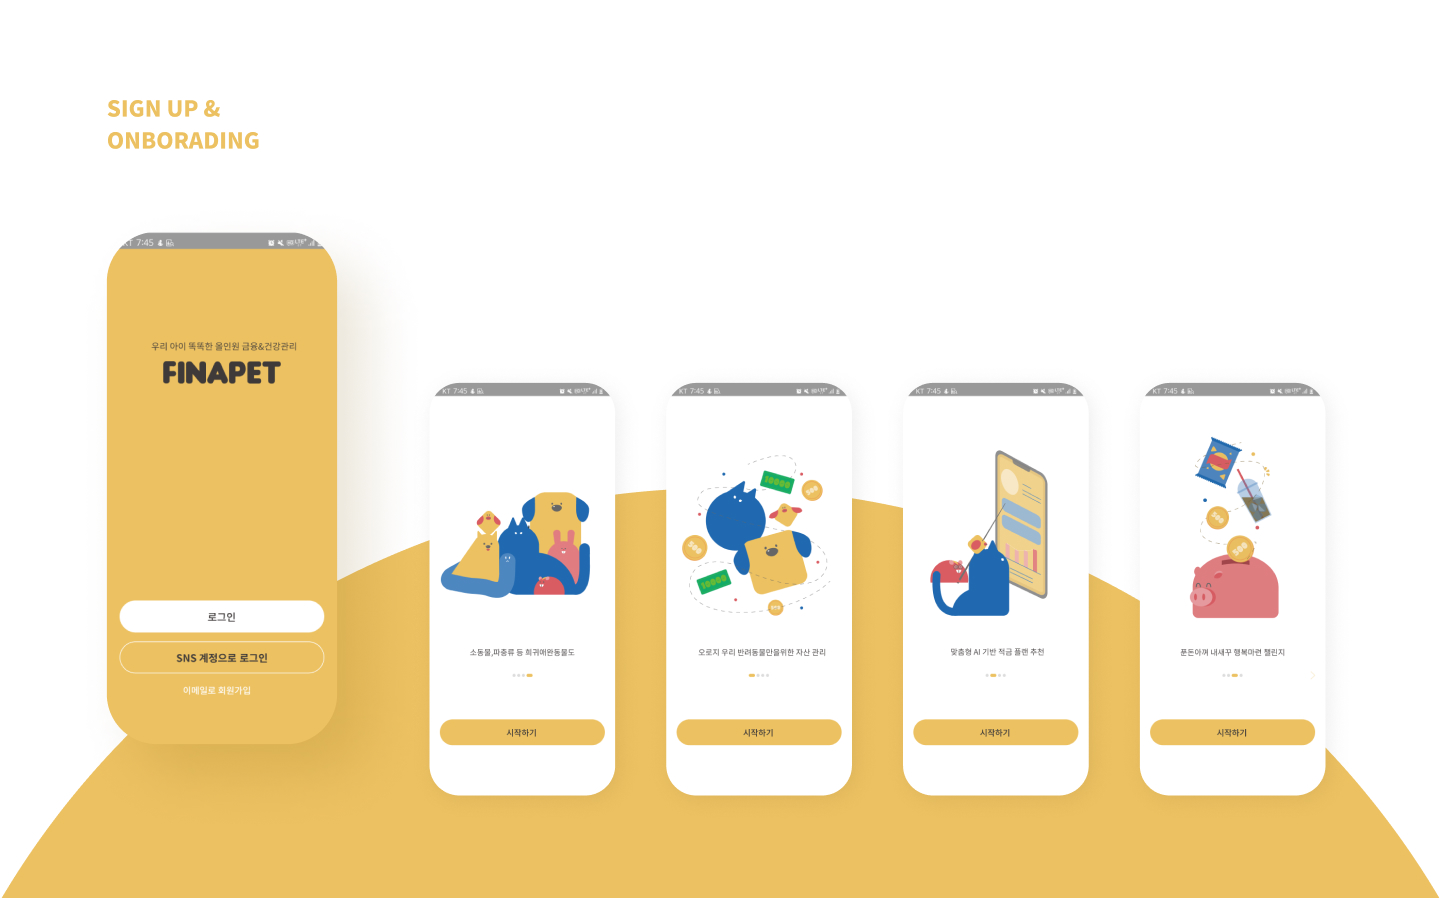 SIGN UP &
ONBORADING
KT 7:45
우리 아이 똑똑한 올인원 금융&건강관리
FINAPET
로그인
SNS 계정으로 로그인
이메일로 회원가입
KT 7:45
소동물,파충류 등 희귀애완동물도
시작하기
KT 7:45
10000
500
500
10000
오로지 우리 반려동물만을위한 자산 관리
시작하기
KT 7:45
맞춤형 AI 기반 적금 플랜 추천
시작하기
KT 7:45
500
500
푼돈아껴 내새꾸 행복마련 챌린지
시작하기